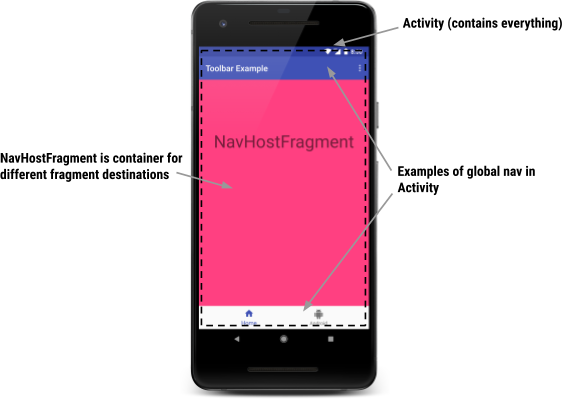 Activity (contains everything)
Toolbar Example
NavHostFragment
NavHostFragment is container for
different fragment destinations
Examples of global nav in
Activity
Home
Android